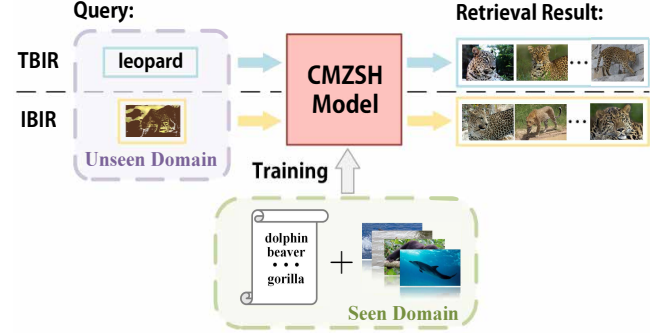 Query:
Retrieval Result:
TBIR
leopard
CMZSH
Model
IBIR
Unseen Domain
Training
dolphin
beaver
• • •
gorilla
+
Seen Domain